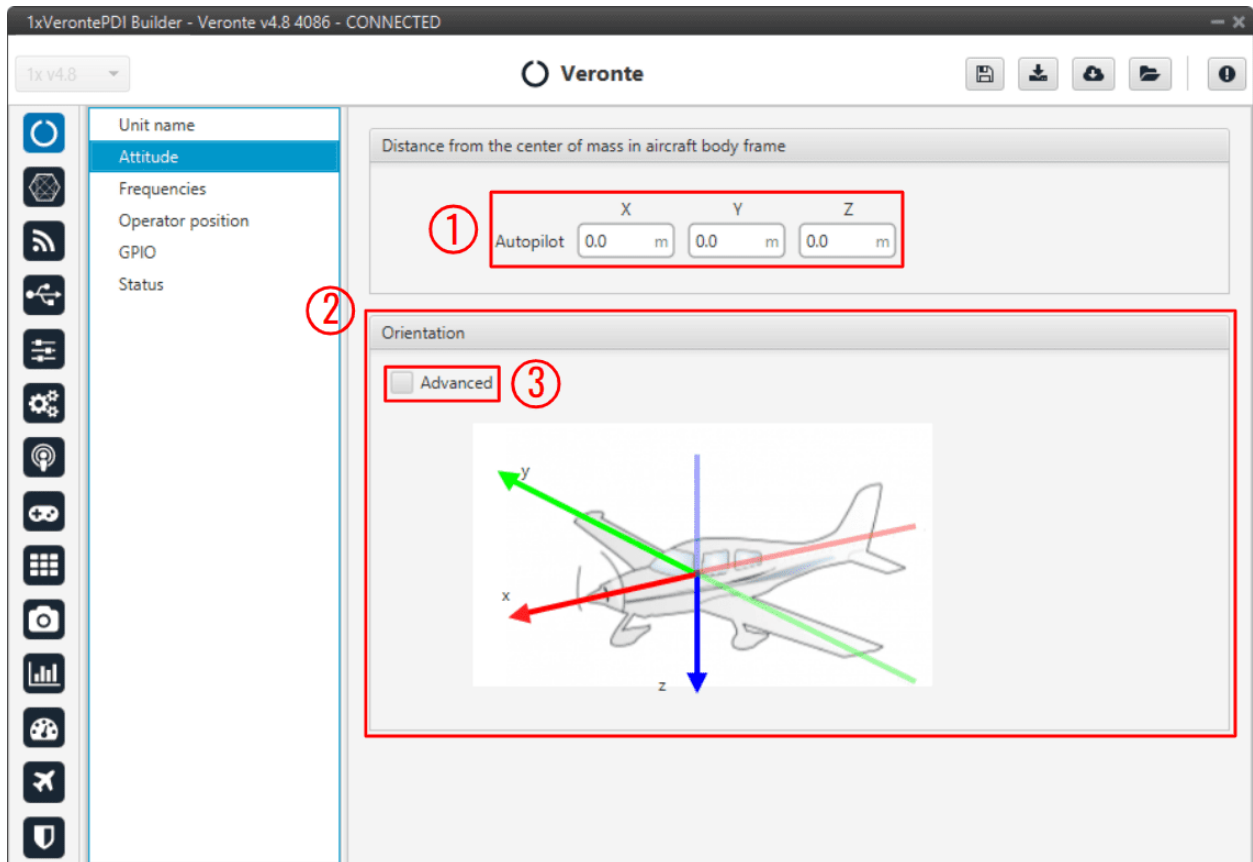 1xVerontePDI Builder - Veronte v4.8 4086 - CONNECTED
1x v4.8
Veronte
Unit name
Attitude
Frequencies
Operator position
GPIO
Status
Distance from the center of mass in aircraft body frame
①
X Y Z
Autopilot 0.0 m 0.0 m 0.0 m
②
Orientation
Advanced ③
y
x
z